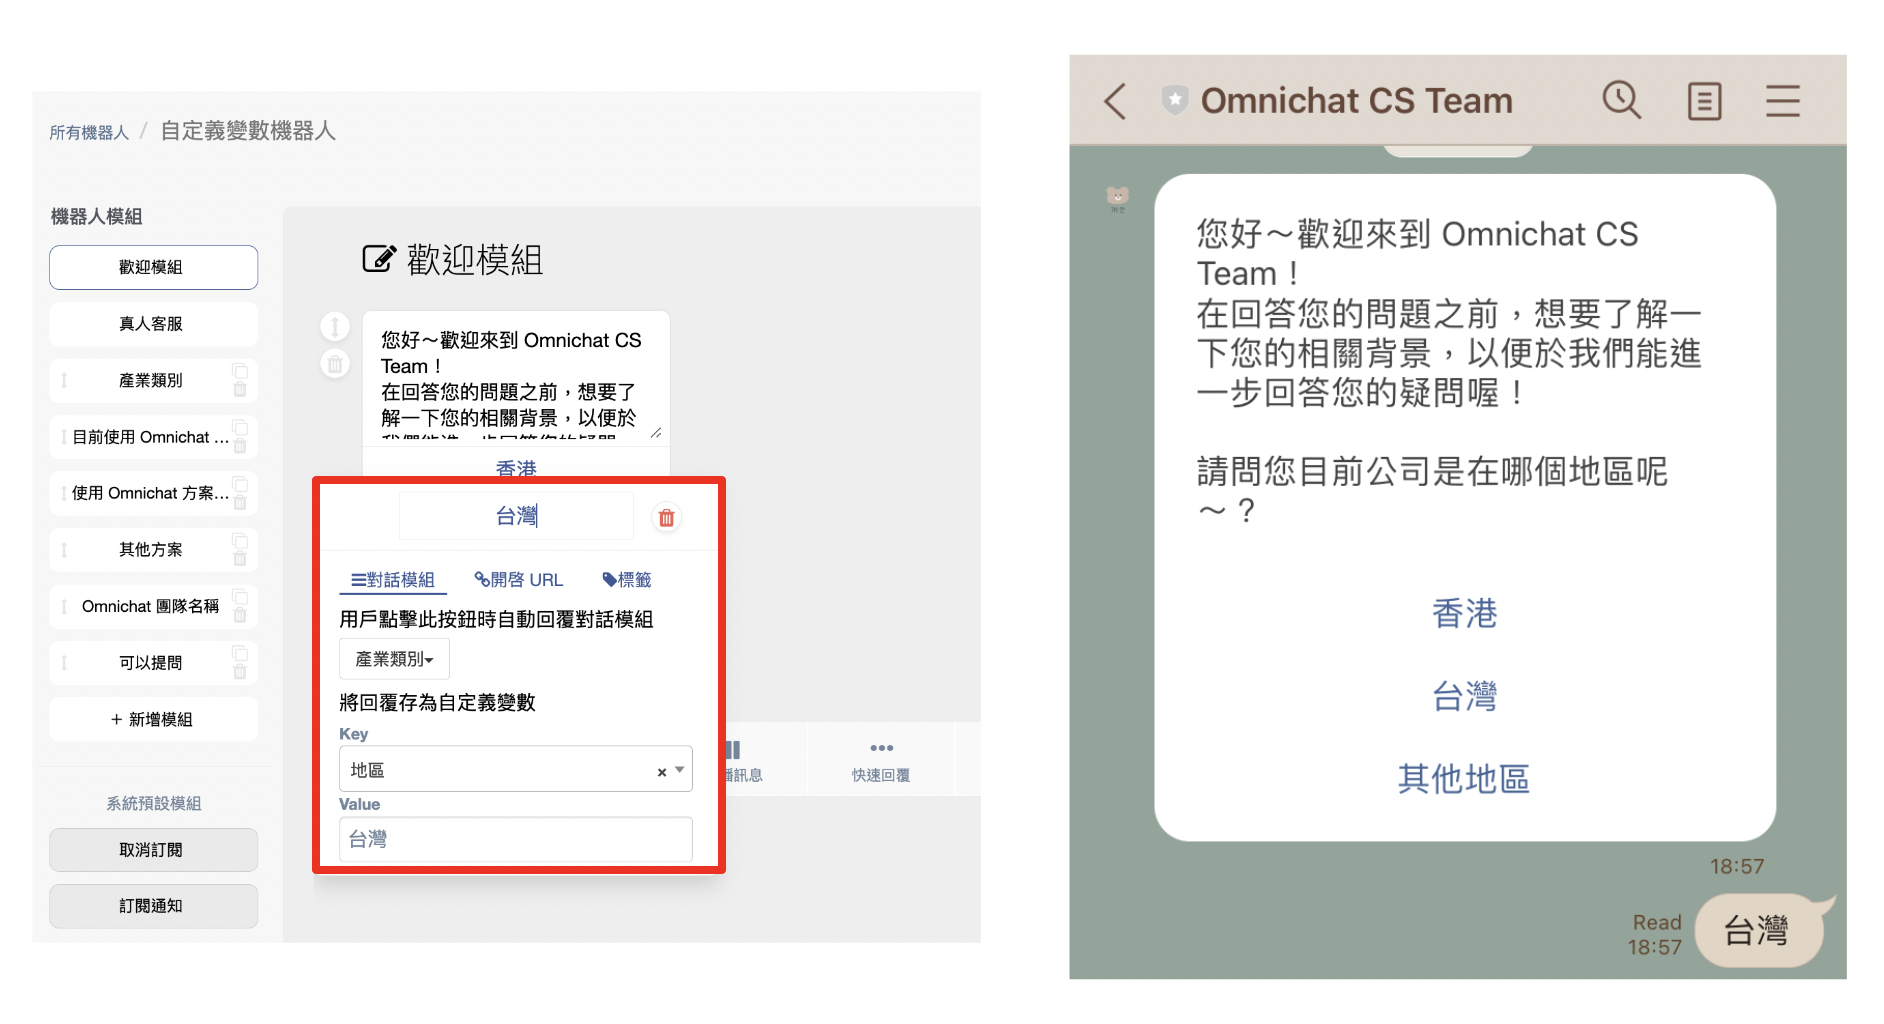 所有機器人 / 自定義變數機器人
機器人模組
歡迎模組
真人客服
產業類別
目前使用 Omnichat ...
使用 Omnichat 方案...
其他方案
Omnichat 團隊名稱
可以提問
+ 新增模組
系統預設模組
取消訂閱
訂閱通知
歡迎模組
您好～歡迎來到 Omnichat CS
Team！
在回答您的問題之前，想要了
解一下您的相關背景，以便於
香港
台灣
對話模組 開啓 URL 標籤
用戶點擊此按鈕時自動回覆對話模組
產業類別
將回覆存為自定義變數
Key
地區
×
Value
台灣
訊息
快速回覆
Omnichat CS Team
您好～歡迎來到 Omnichat CS
Team！
在回答您的問題之前，想要了解一
下您的相關背景，以便於我們能進
一步回答您的疑問喔！
請問您目前公司是在哪個地區呢
～？
香港
台灣
其他地區
18:57
Read
18:57
台灣